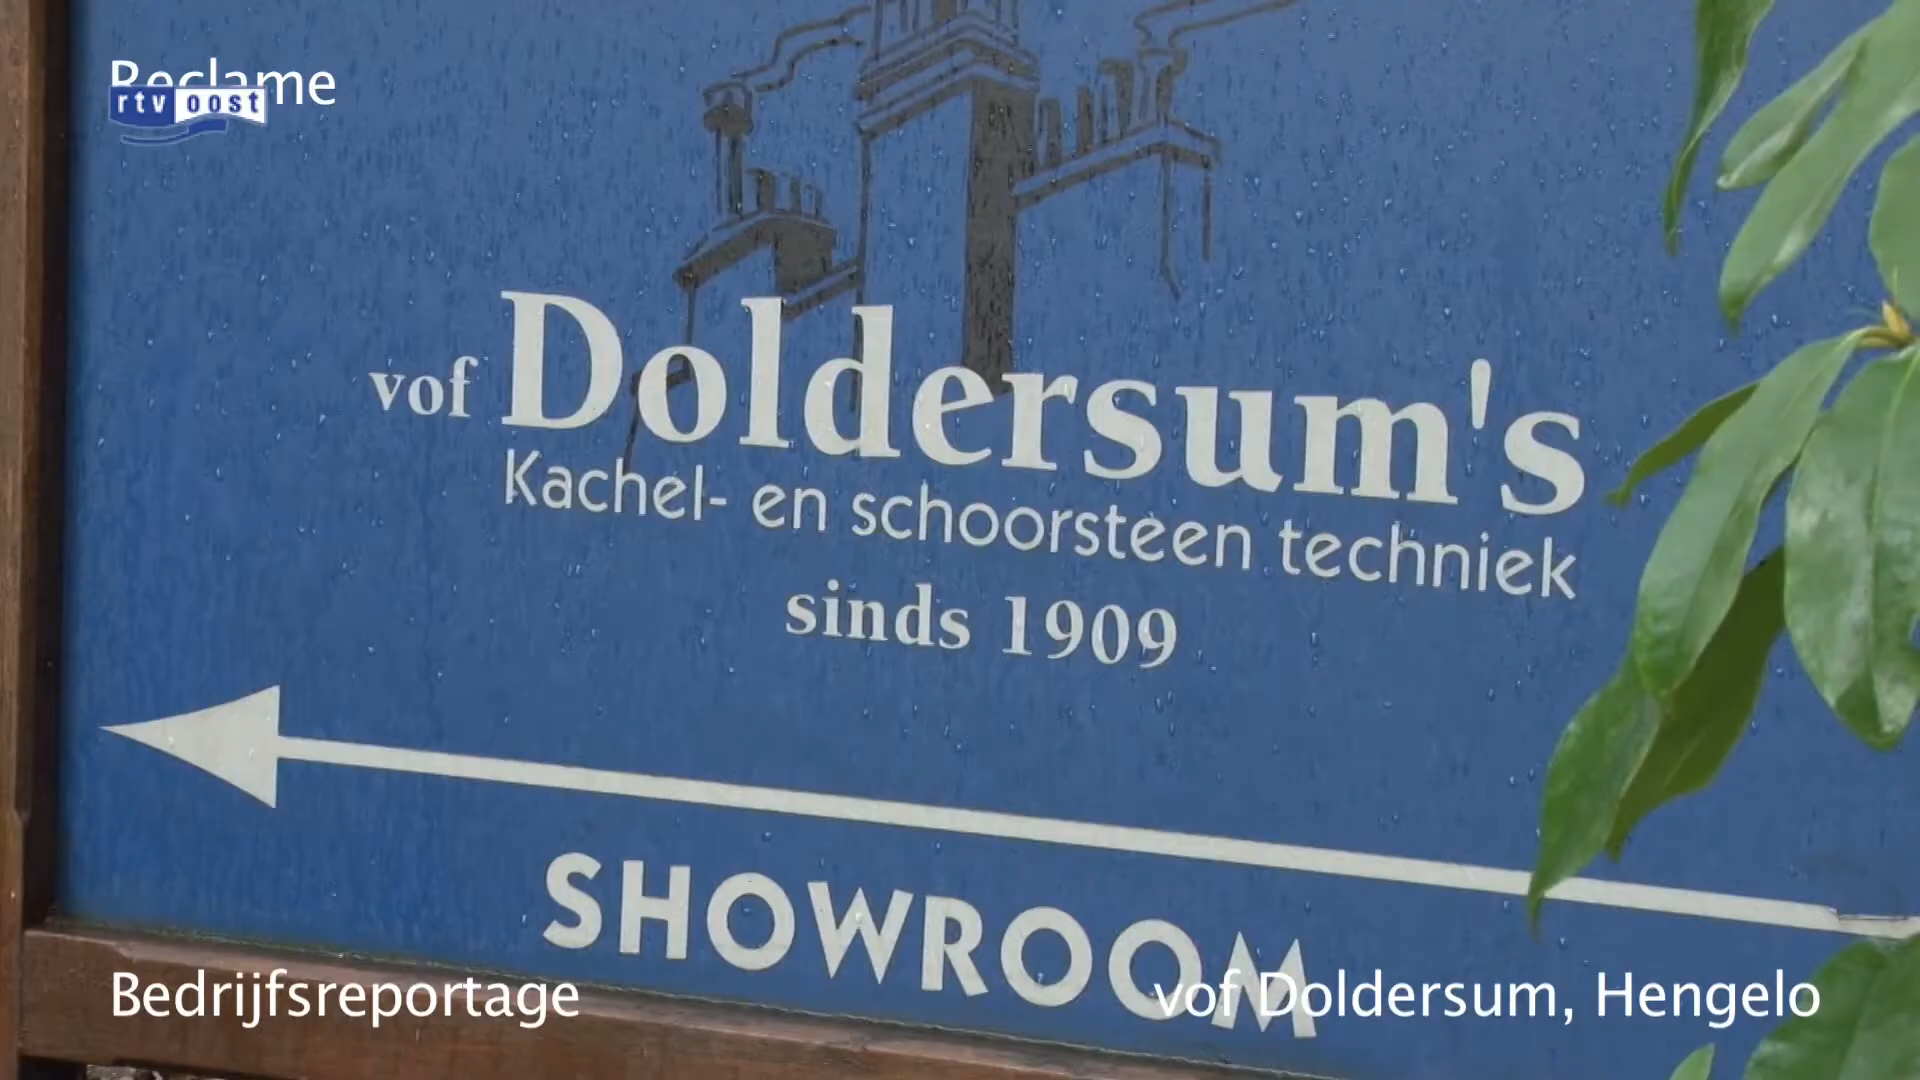 Reclame
rtv oost
vof Doldersum's
Kachel- en schoorsteen techniek
sinds 1909
SHOWROOM
Bedrijfsreportage
vof Doldersum, Hengelo